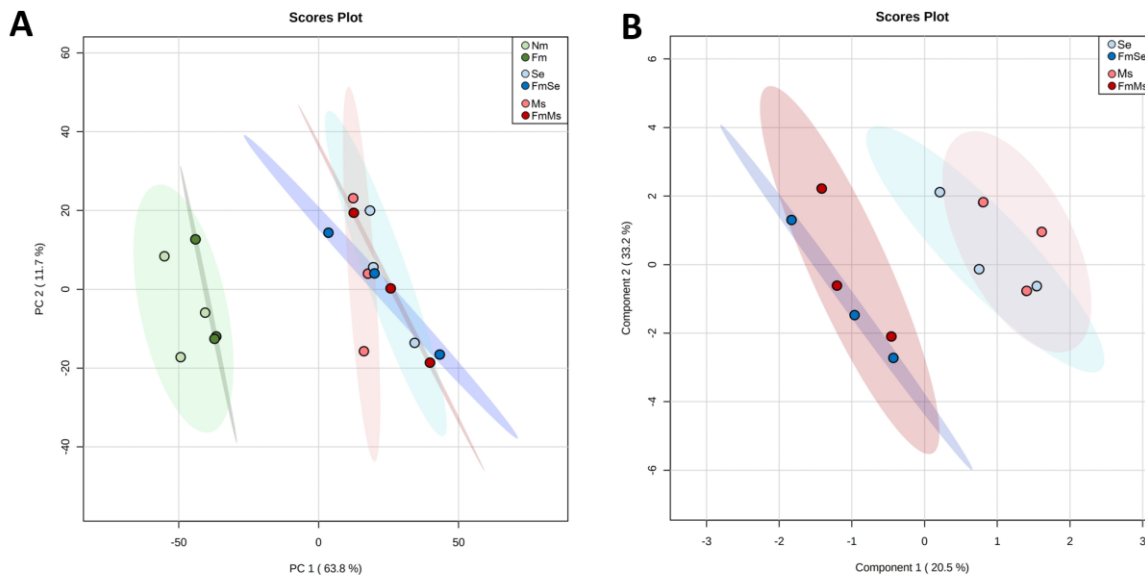 A
Scores Plot
PC 2 ( 11.7 %)
60
40
20
0
-20
-40
-50
0
50
PC 1 ( 63.8 %)
Nm
Fm
Se
FmSe
Ms
FmMs
B
Scores Plot
Component 2 ( 33.2 %)
6
4
2
0
-2
-4
-6
-3
-2
-1
0
1
2
3
Component 1 ( 20.5 %)
Se
FmSe
Ms
FmMs